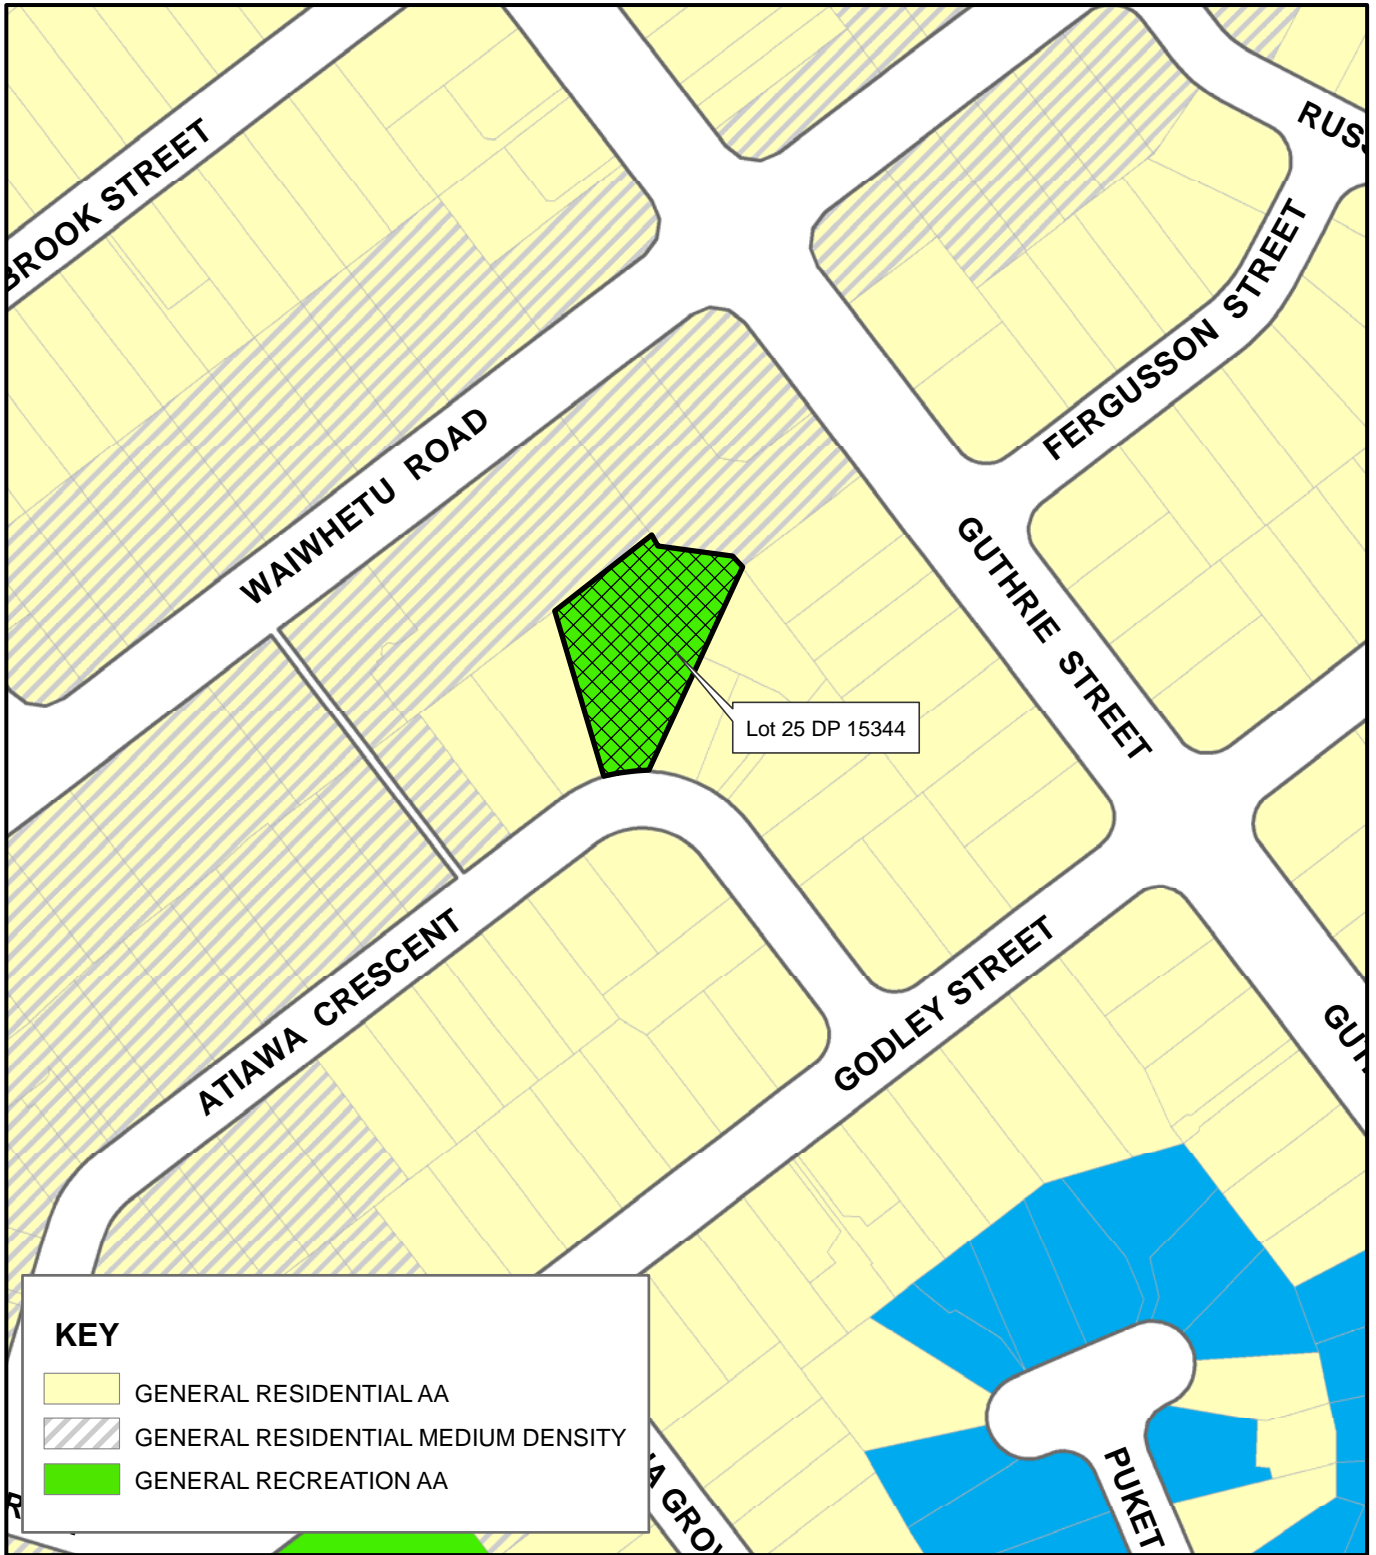 RUSS
BROOK STREET
FERGUSSON STREET
WAIWHETU ROAD
GUTHRIE STREET
Lot 25 DP 15344
ATIAWA CRESCENT
GODLEY STREET
KEY
GENERAL RESIDENTIAL AA
GENERAL RESIDENTIAL MEDIUM DENSITY
GENERAL RECREATION AA
PUKET